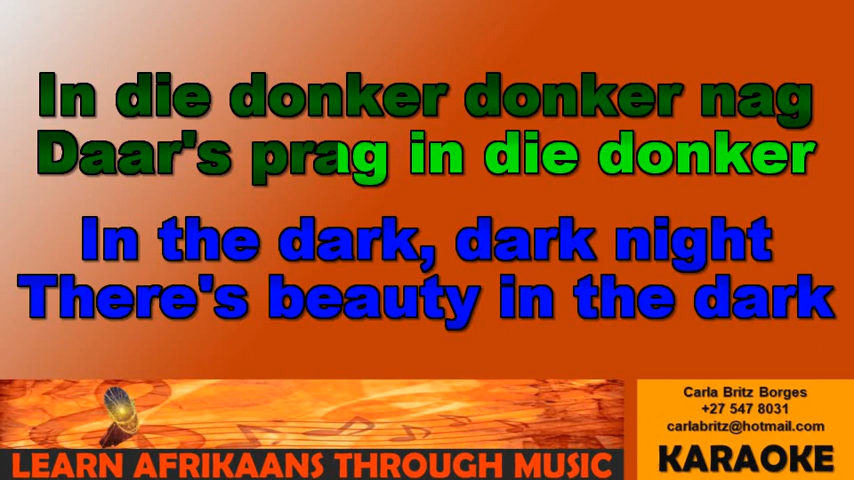 In die donker donker nag
Daar's prag in die donker
In the dark, dark night
There's beauty in the dark
Carla Britz Borges
+27 547 8031
carlabritz@hotmail.com
LEARN AFRIKAANS THROUGH MUSIC
KARAOKE